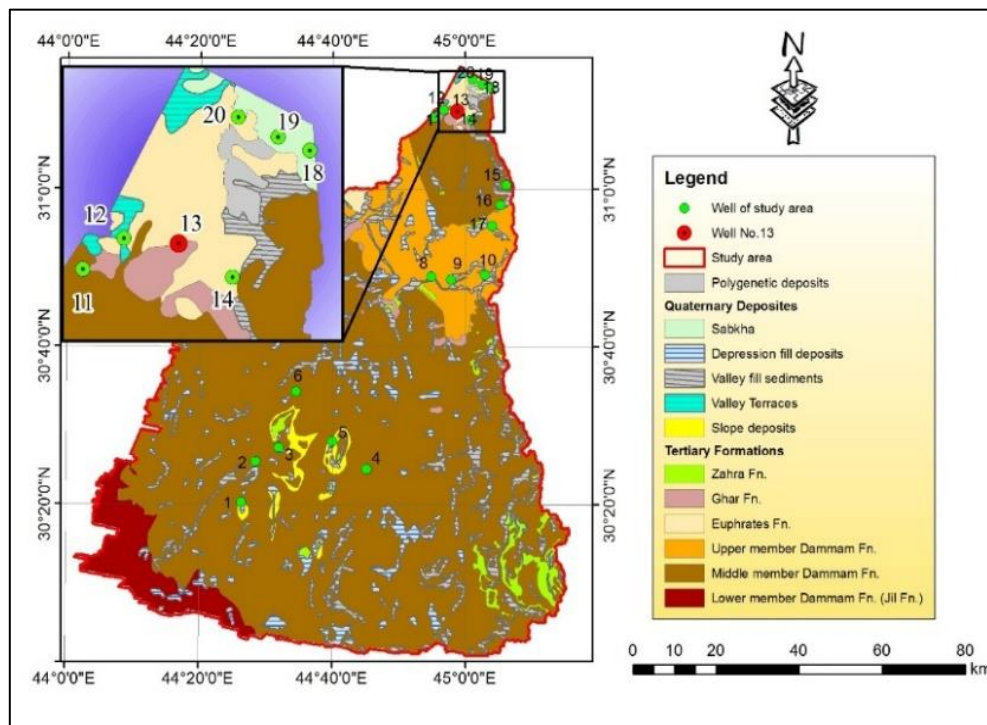 44°0'0"E 44°20'0"E 44°40'0"E 45°0'0"E
N
20
19
18
13
12
11
14
20
19
18
12
13
11
14
15
16
17
8 9 10
6
5
3
4
2
1
31°0'0"N
30°40'0"N
30°20'0"N
31°0'0"N
30°40'0"N
30°20'0"N
44°0'0"E 44°20'0"E 44°40'0"E 45°0'0"E
Legend
Well of study area
Well No.13
Study area
Polygenetic deposits
Quaternary Deposites
Sabkha
Depression fill deposits
Valley fill sediments
Valley Terraces
Slope deposits
Tertiary Formations
Zahra Fn.
Ghar Fn.
Euphrates Fn.
Upper member Dammam Fn.
Middle member Dammam Fn.
Lower member Dammam Fn. (Jil Fn.)
0 10 20 40 60 80
km